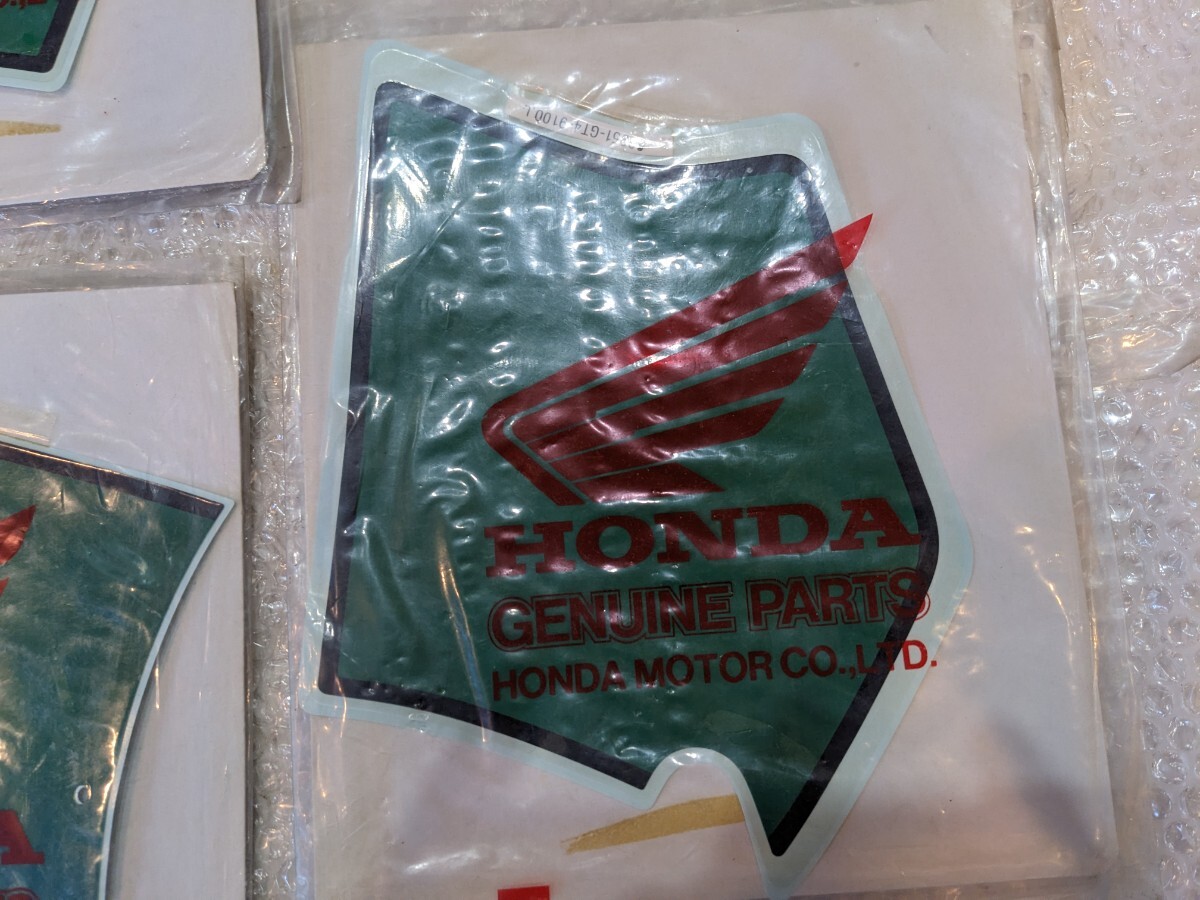 HONDA
GENUINE PARTS
HONDA MOTOR CO.,LTD.